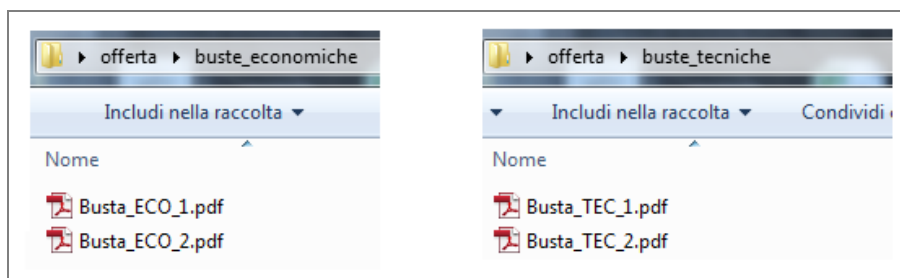 offerta ▸ buste_economiche
Includi nella raccolta
Nome
Busta_ECO_1.pdf
Busta_ECO_2.pdf
offerta ▸ buste_tecniche
Includi nella raccolta Condividi
Nome
Busta_TEC_1.pdf
Busta_TEC_2.pdf